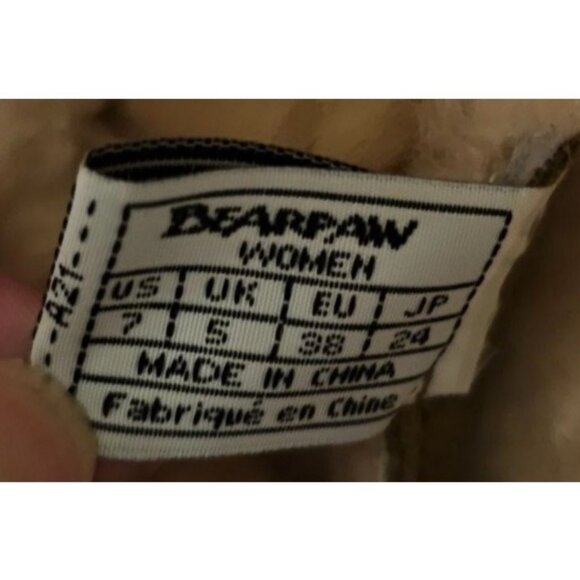 BEARPAW
WOMEN
US UK EU JP
7 5 38 24
MADE IN CHINA
Fabriqué en Chine
A21